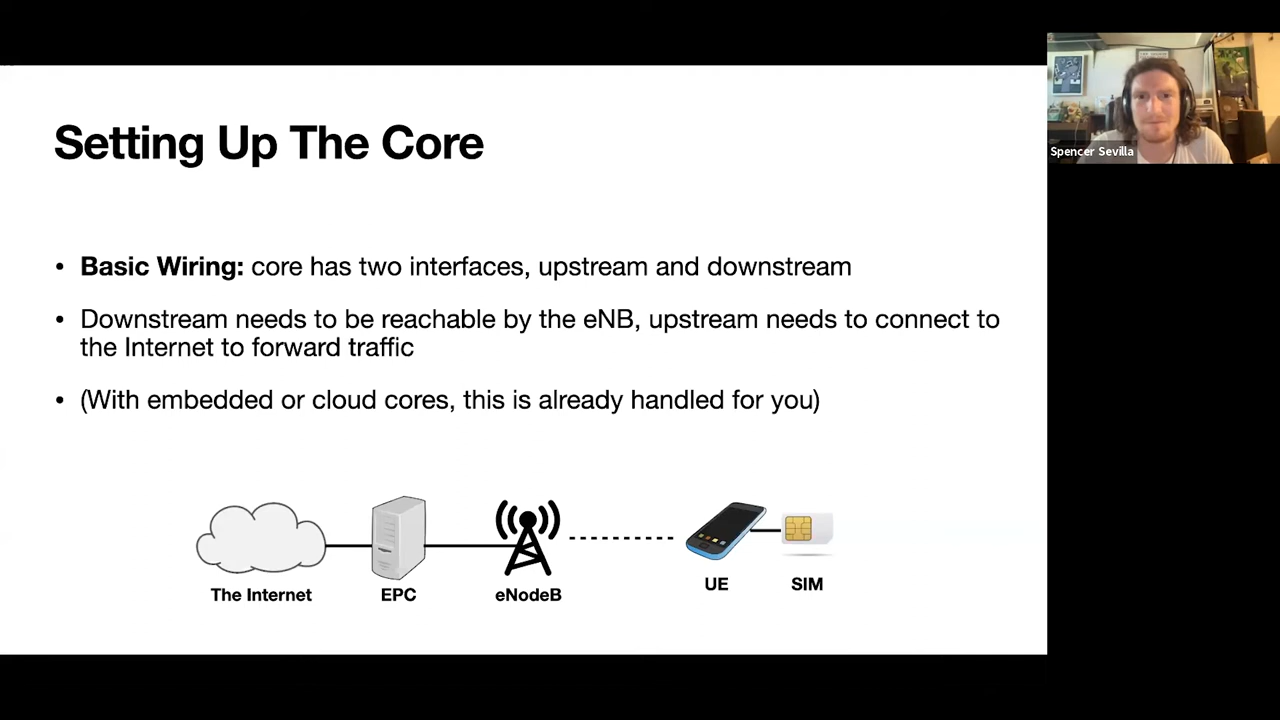 Setting Up The Core
Spencer Sevilla
• Basic Wiring: core has two interfaces, upstream and downstream
• Downstream needs to be reachable by the eNB, upstream needs to connect to
the Internet to forward traffic
• (With embedded or cloud cores, this is already handled for you)
The Internet
EPC
eNodeB
UE
SIM